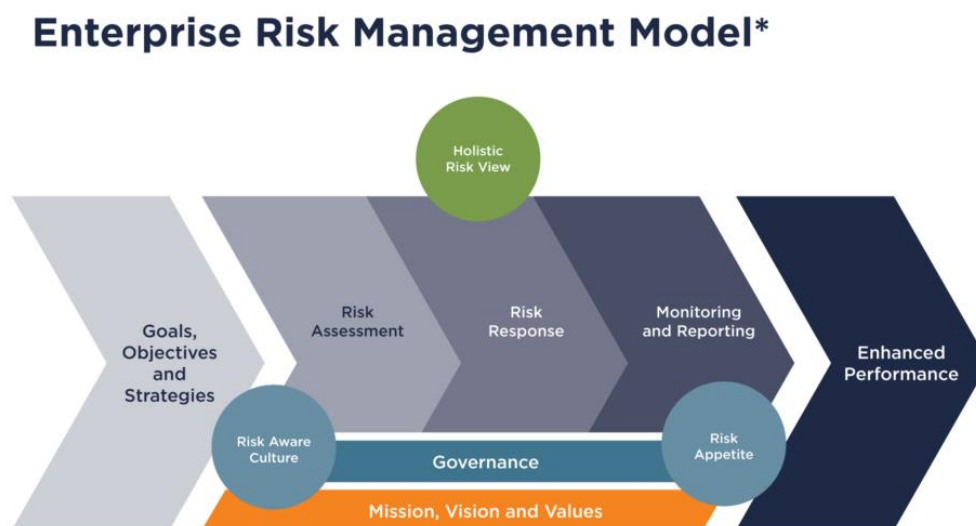 Enterprise Risk Management Model*
Holistic
Risk View
Goals,
Objectives
and
Strategies
Risk
Assessment
Risk
Response
Monitoring
and Reporting
Enhanced
Performance
Risk Aware
Culture
Governance
Risk
Appetite
Mission, Vision and Values